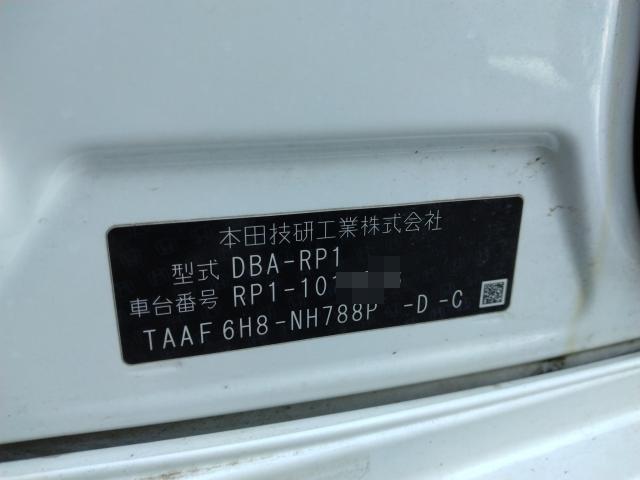 本田技研工業株式会社
型式 DBA-RP1
車台番号 RP1-101
TAAF 6H8-NH788P -D-C